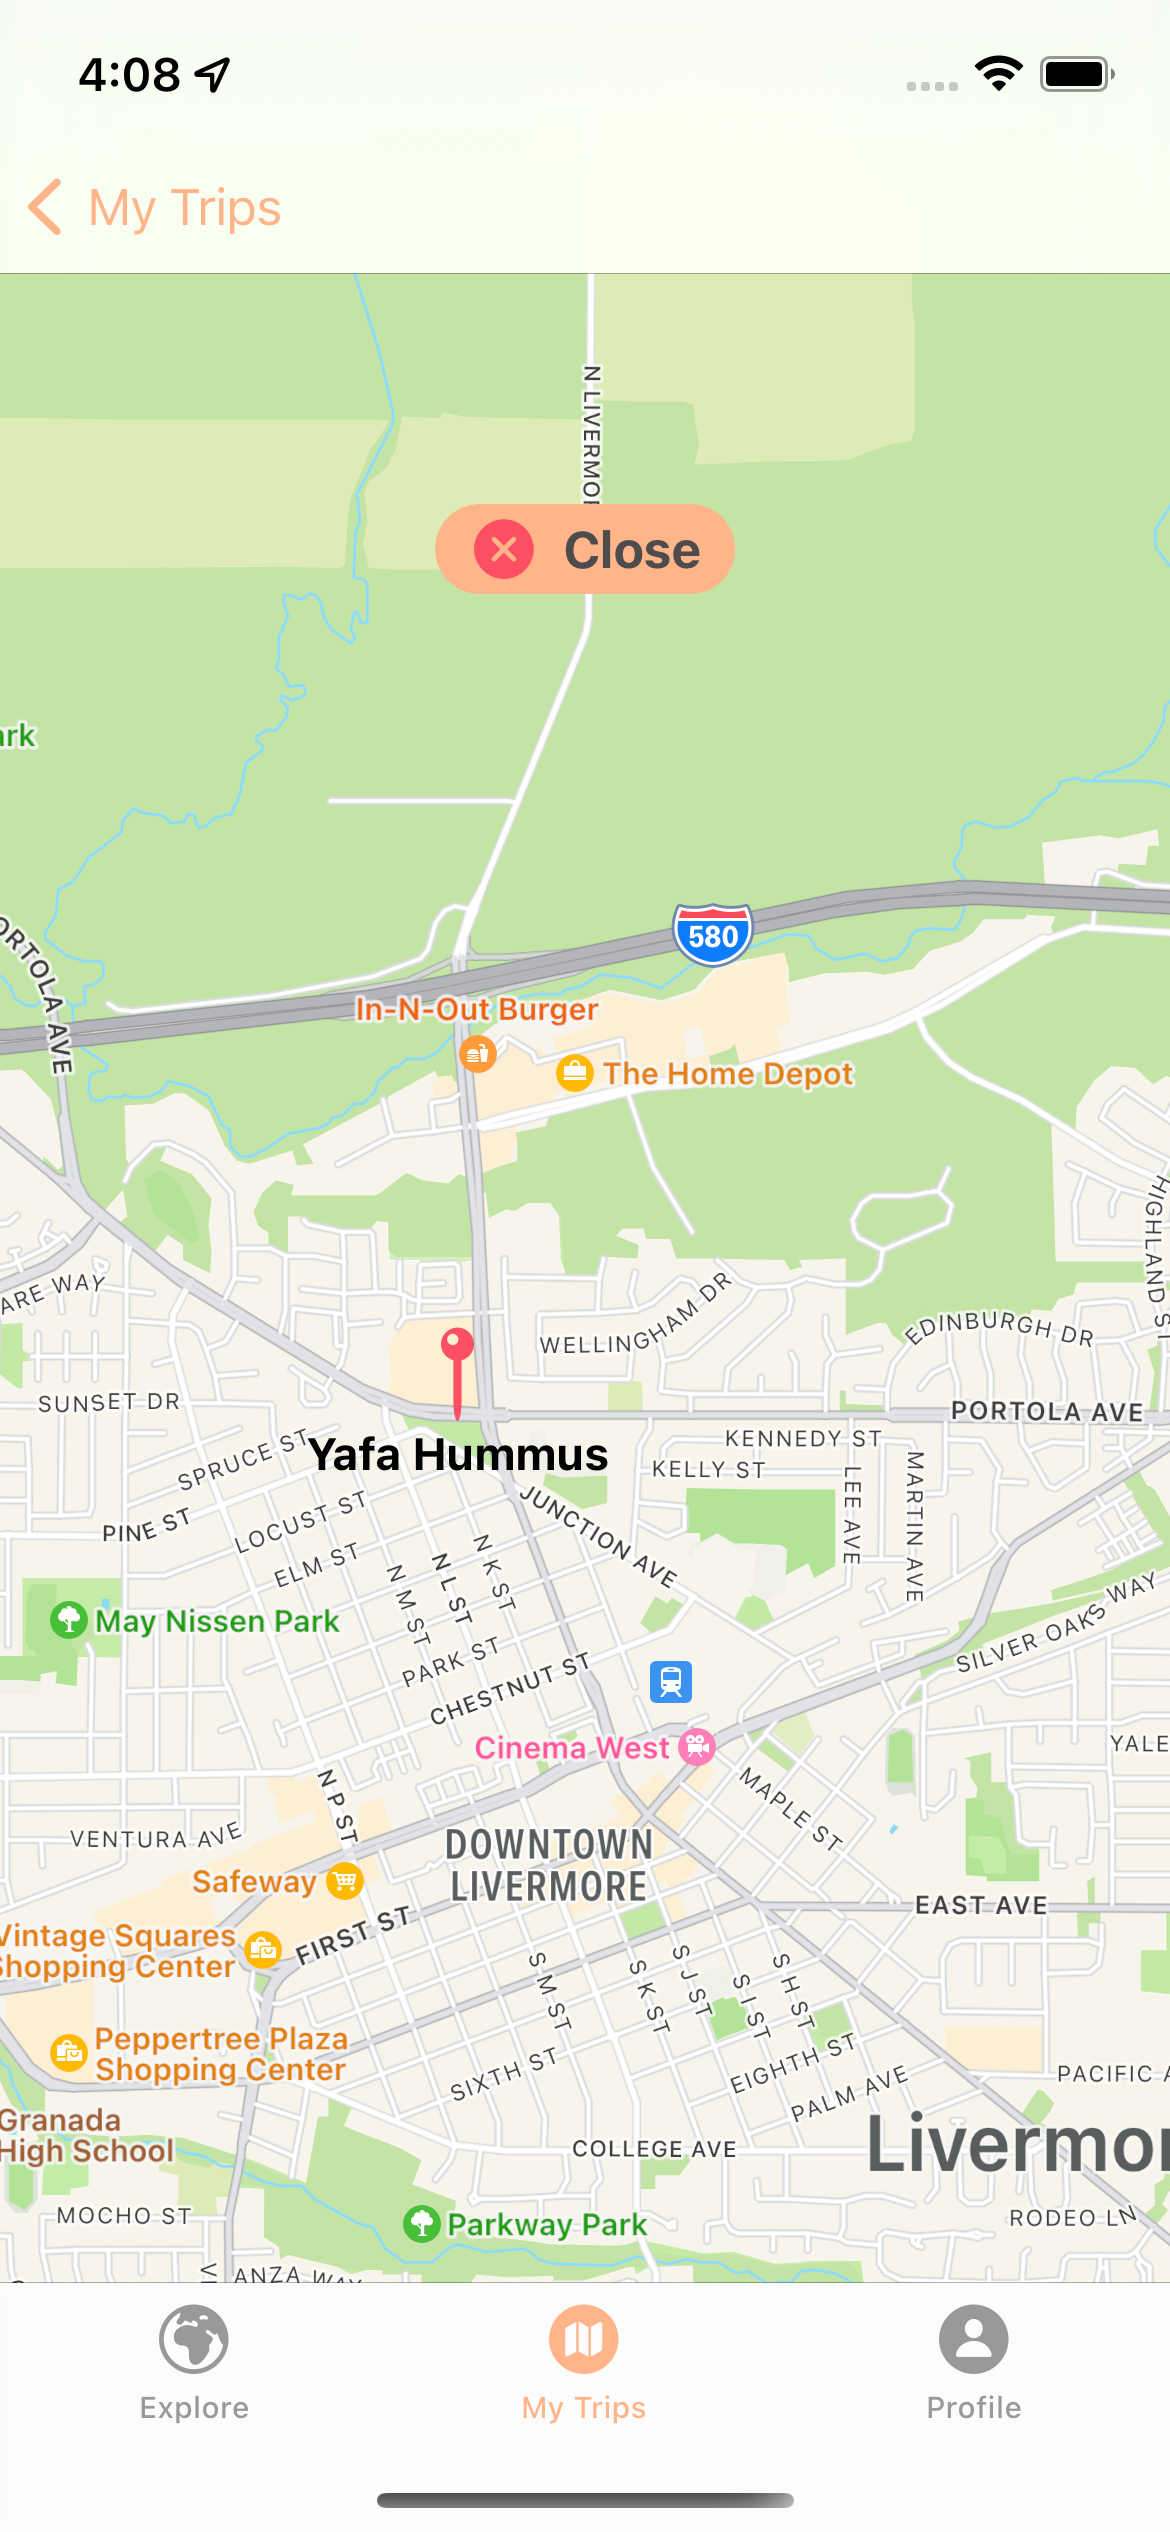 4:08
My Trips
N LIVERMO
Close
ark
580
ORTOLA AVE
In-N-Out Burger
The Home Depot
HIGHLAND ST
ARE WAY
WELLINGHAM DR
EDINBURGH DR
SUNSET DR
PORTOLA AVE
SPRUCE ST
Yafa Hummus
KENNEDY ST
KELLY ST
LEE AVE
MARTIN AVE
PINE ST
LOCUST ST
JUNCTION AVE
ELM ST
N M ST
N L ST
N K ST
May Nissen Park
PARK ST
SILVER OAKS WAY
CHESTNUT ST
Cinema West
YALE
N P ST
MAPLE ST
VENTURA AVE
DOWNTOWN
LIVERMORE
Safeway
EAST AVE
Vintage Squares
Shopping Center
FIRST ST
S M ST
S K ST
S J ST
S I ST
S H ST
Peppertree Plaza
Shopping Center
SIXTH ST
EIGHTH ST
PALM AVE
PACIFIC A
Granada
High School
COLLEGE AVE
Livermor
MOCHO ST
Parkway Park
RODEO LN
ANZA WAY
Explore
My Trips
Profile